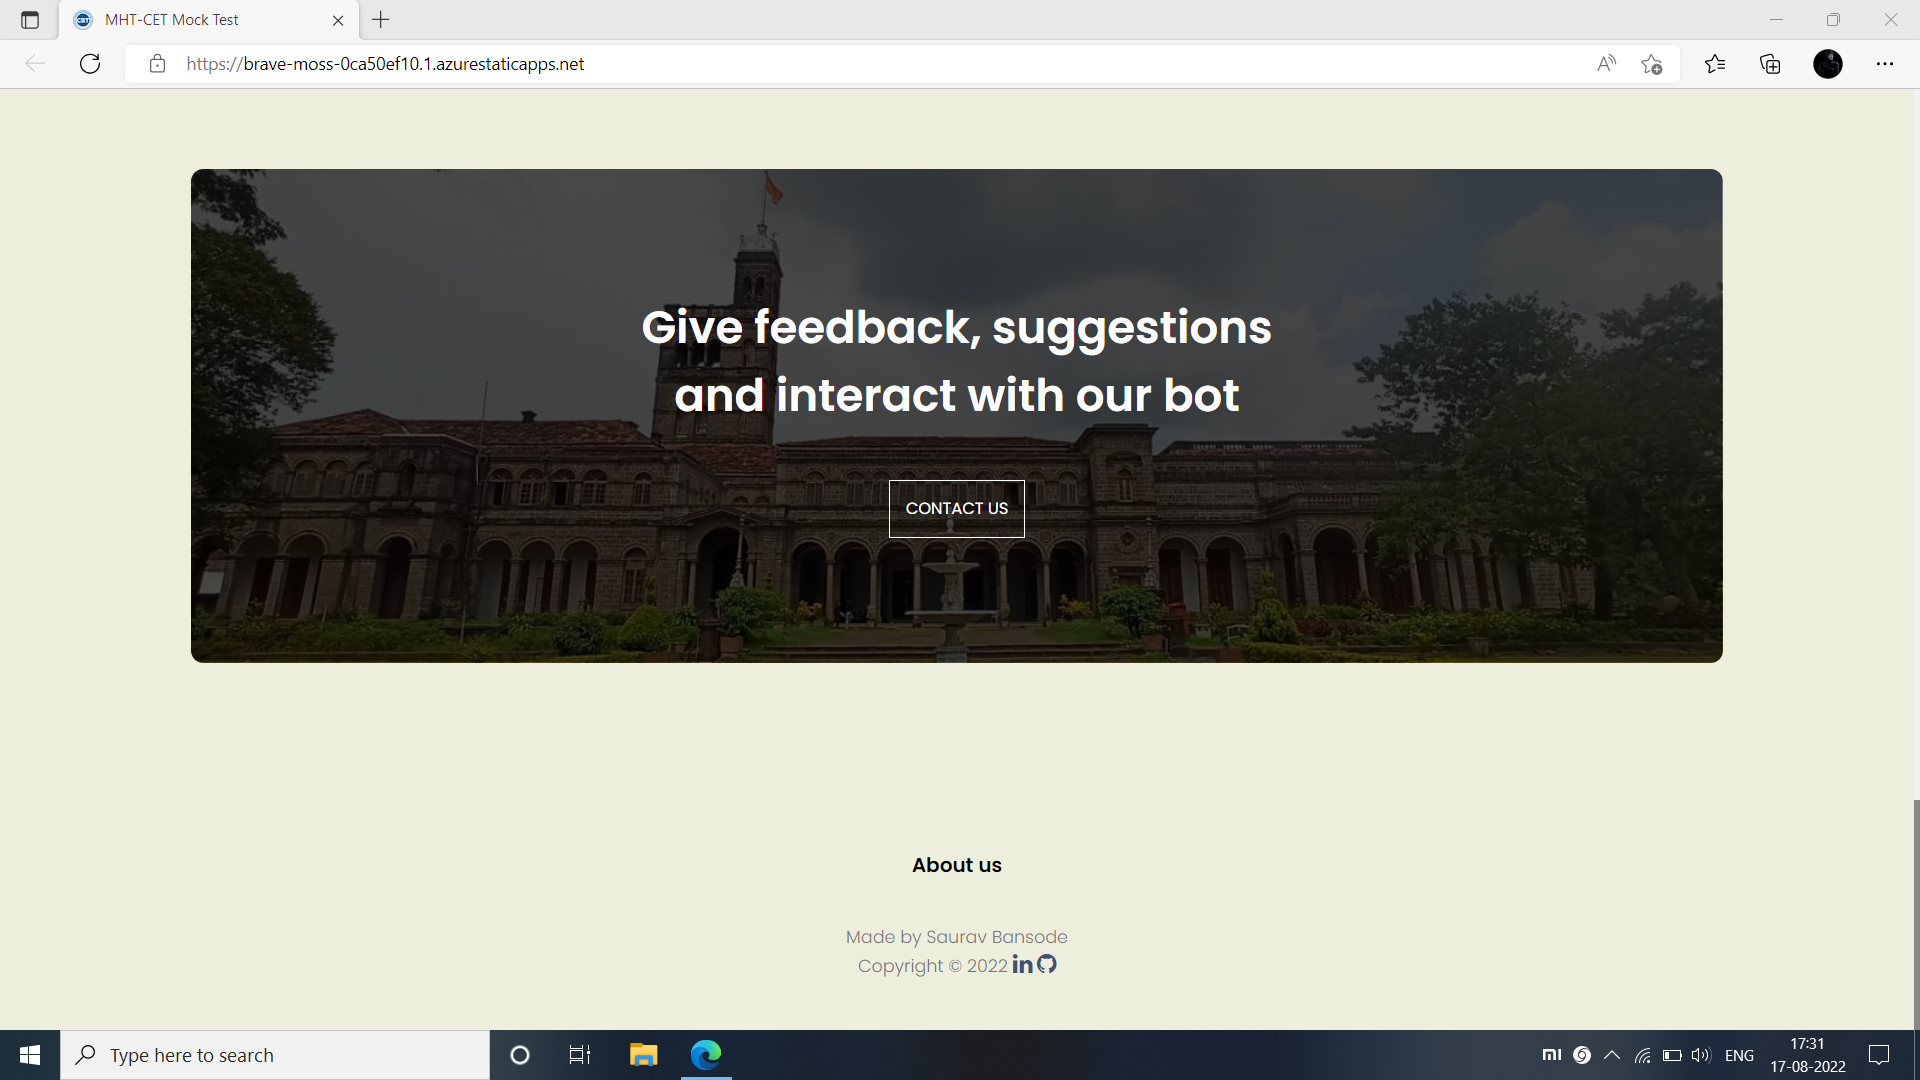 MHT-CET Mock Test
https://brave-moss-0ca50ef10.1.azurestaticapps.net
Give feedback, suggestions
and interact with our bot
CONTACT US
About us
Made by Saurav Bansode
Copyright © 2022 in
Type here to search
mi
ENG
17:31
17-08-2022